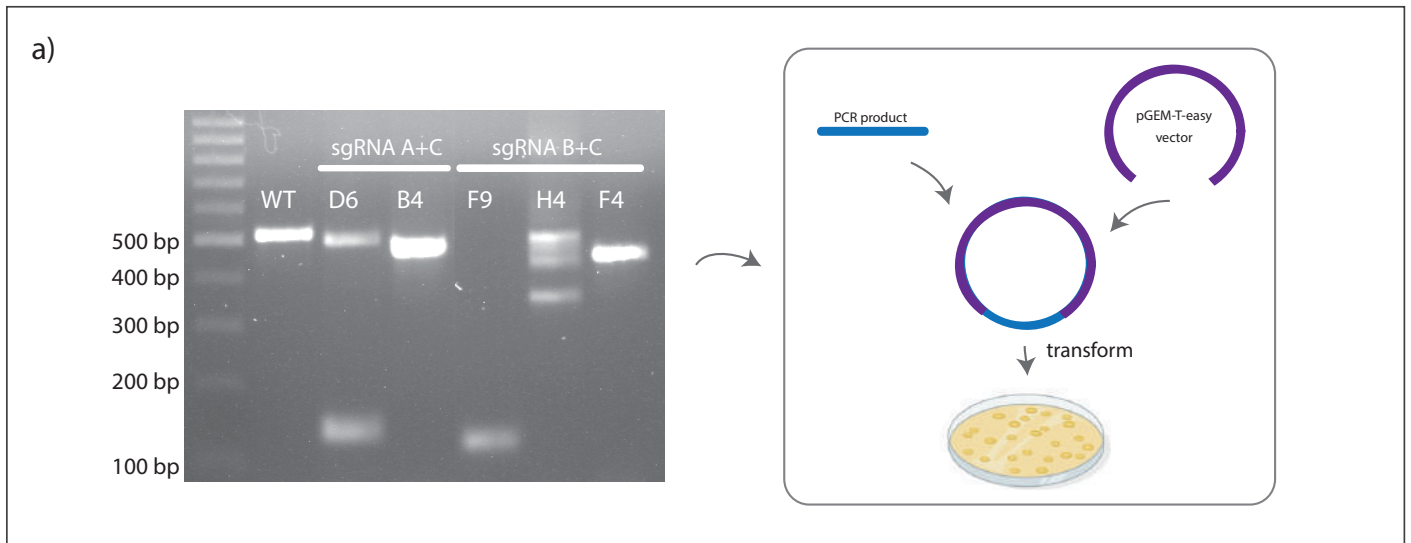 a)
sgRNA A+C
sgRNA B+C
WT
D6
B4
F9
H4
F4
500 bp
400 bp
300 bp
200 bp
100 bp
PCR product
pGEM-T-easy
vector
transform